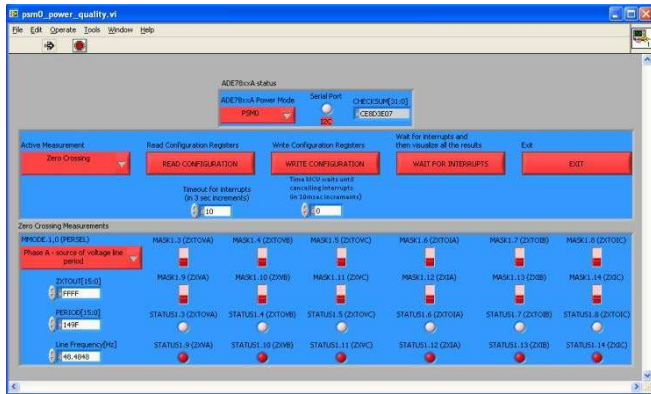 psm0_power_quality.vi
File Edit Operate Tools Window Help
ADE78xxA status
ADE78xxA Power Mode
Serial Port
CHECKSUM[31:0]
PSM0
I2C
CE8D3E07
Active Measurement
Read Configuration Registers
Write Configuration Registers
Wait for interrupts and
then visualize all the results
Exit
Zero Crossing
READ CONFIGURATION
WRITE CONFIGURATION
WAIT FOR INTERRUPTS
EXIT
Timeout for interrupts
(in 3 sec increments)
10
Time MCU waits until
cancelling interrupts
(in 10msec increments)
0
Zero Crossing Measurements
MMODE.1,0 (PERSEL)
MASK1.3 (ZXTOVA)
MASK1.4 (ZXTOVB)
MASK1.5 (ZXTOVC)
MASK1.6 (ZXTOIA)
MASK1.7 (ZXTOIB)
MASK1.8 (ZXTOIC)
Phase A - source of voltage line
period
MASK1.9 (ZXVA)
MASK1.10 (ZXVB)
MASK1.11 (ZXVC)
MASK1.12 (ZXIA)
MASK1.13 (ZXIB)
MASK1.14 (ZXIC)
ZXTOUT[15:0]
FFFF
PERIOD[15:0]
149F
STATUS1.3 (ZXTOVA)
STATUS1.4 (ZXTOVB)
STATUS1.5 (ZXTOVC)
STATUS1.6 (ZXTOIA)
STATUS1.7 (ZXTOIB)
STATUS1.8 (ZXTOIC)
Line Frequency[Hz]
48.4848
STATUS1.9 (ZXVA)
STATUS1.10 (ZXVB)
STATUS1.11 (ZXVC)
STATUS1.12 (ZXIA)
STATUS1.13 (ZXIB)
STATUS1.14 (ZXIC)